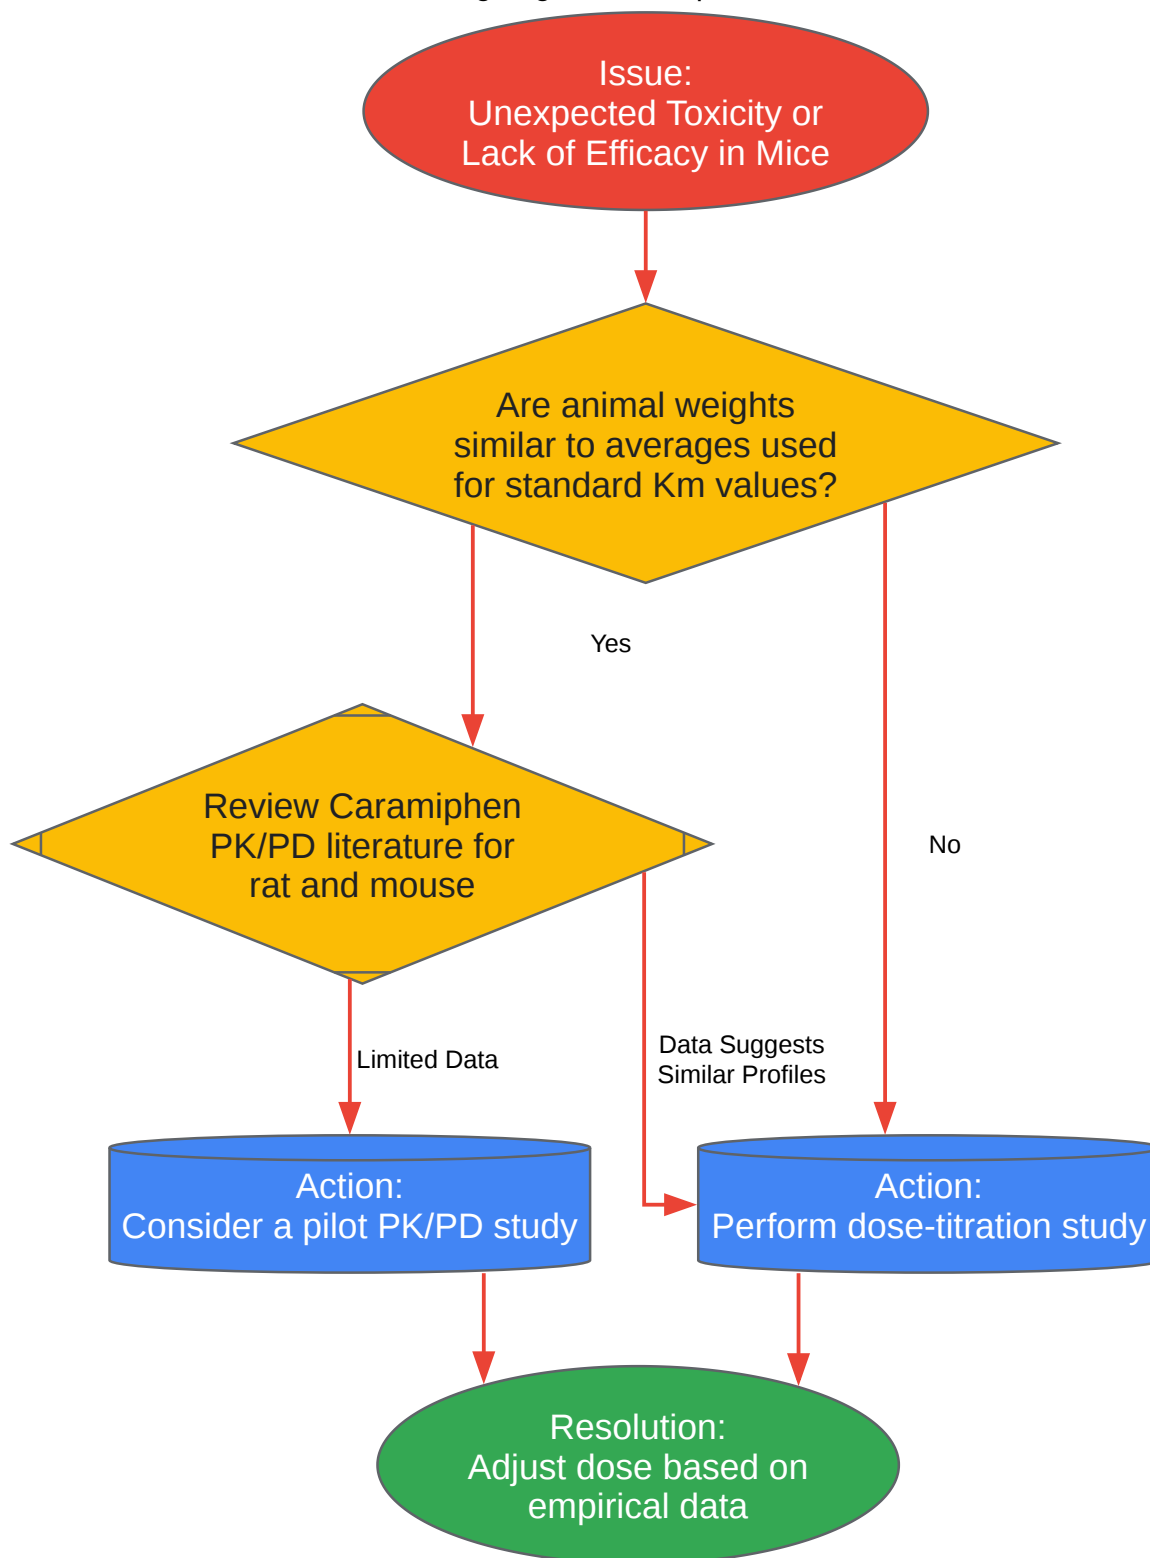 Issue:
Unexpected Toxicity or
Lack of Efficacy in Mice
Are animal weights
similar to averages used
for standard Km values?
Yes
Review Caramiphen
PK/PD literature for
rat and mouse
No
Limited Data
Data Suggests
Similar Profiles
Action:
Consider a pilot PK/PD study
Action:
Perform dose-titration study
Resolution:
Adjust dose based on
empirical data